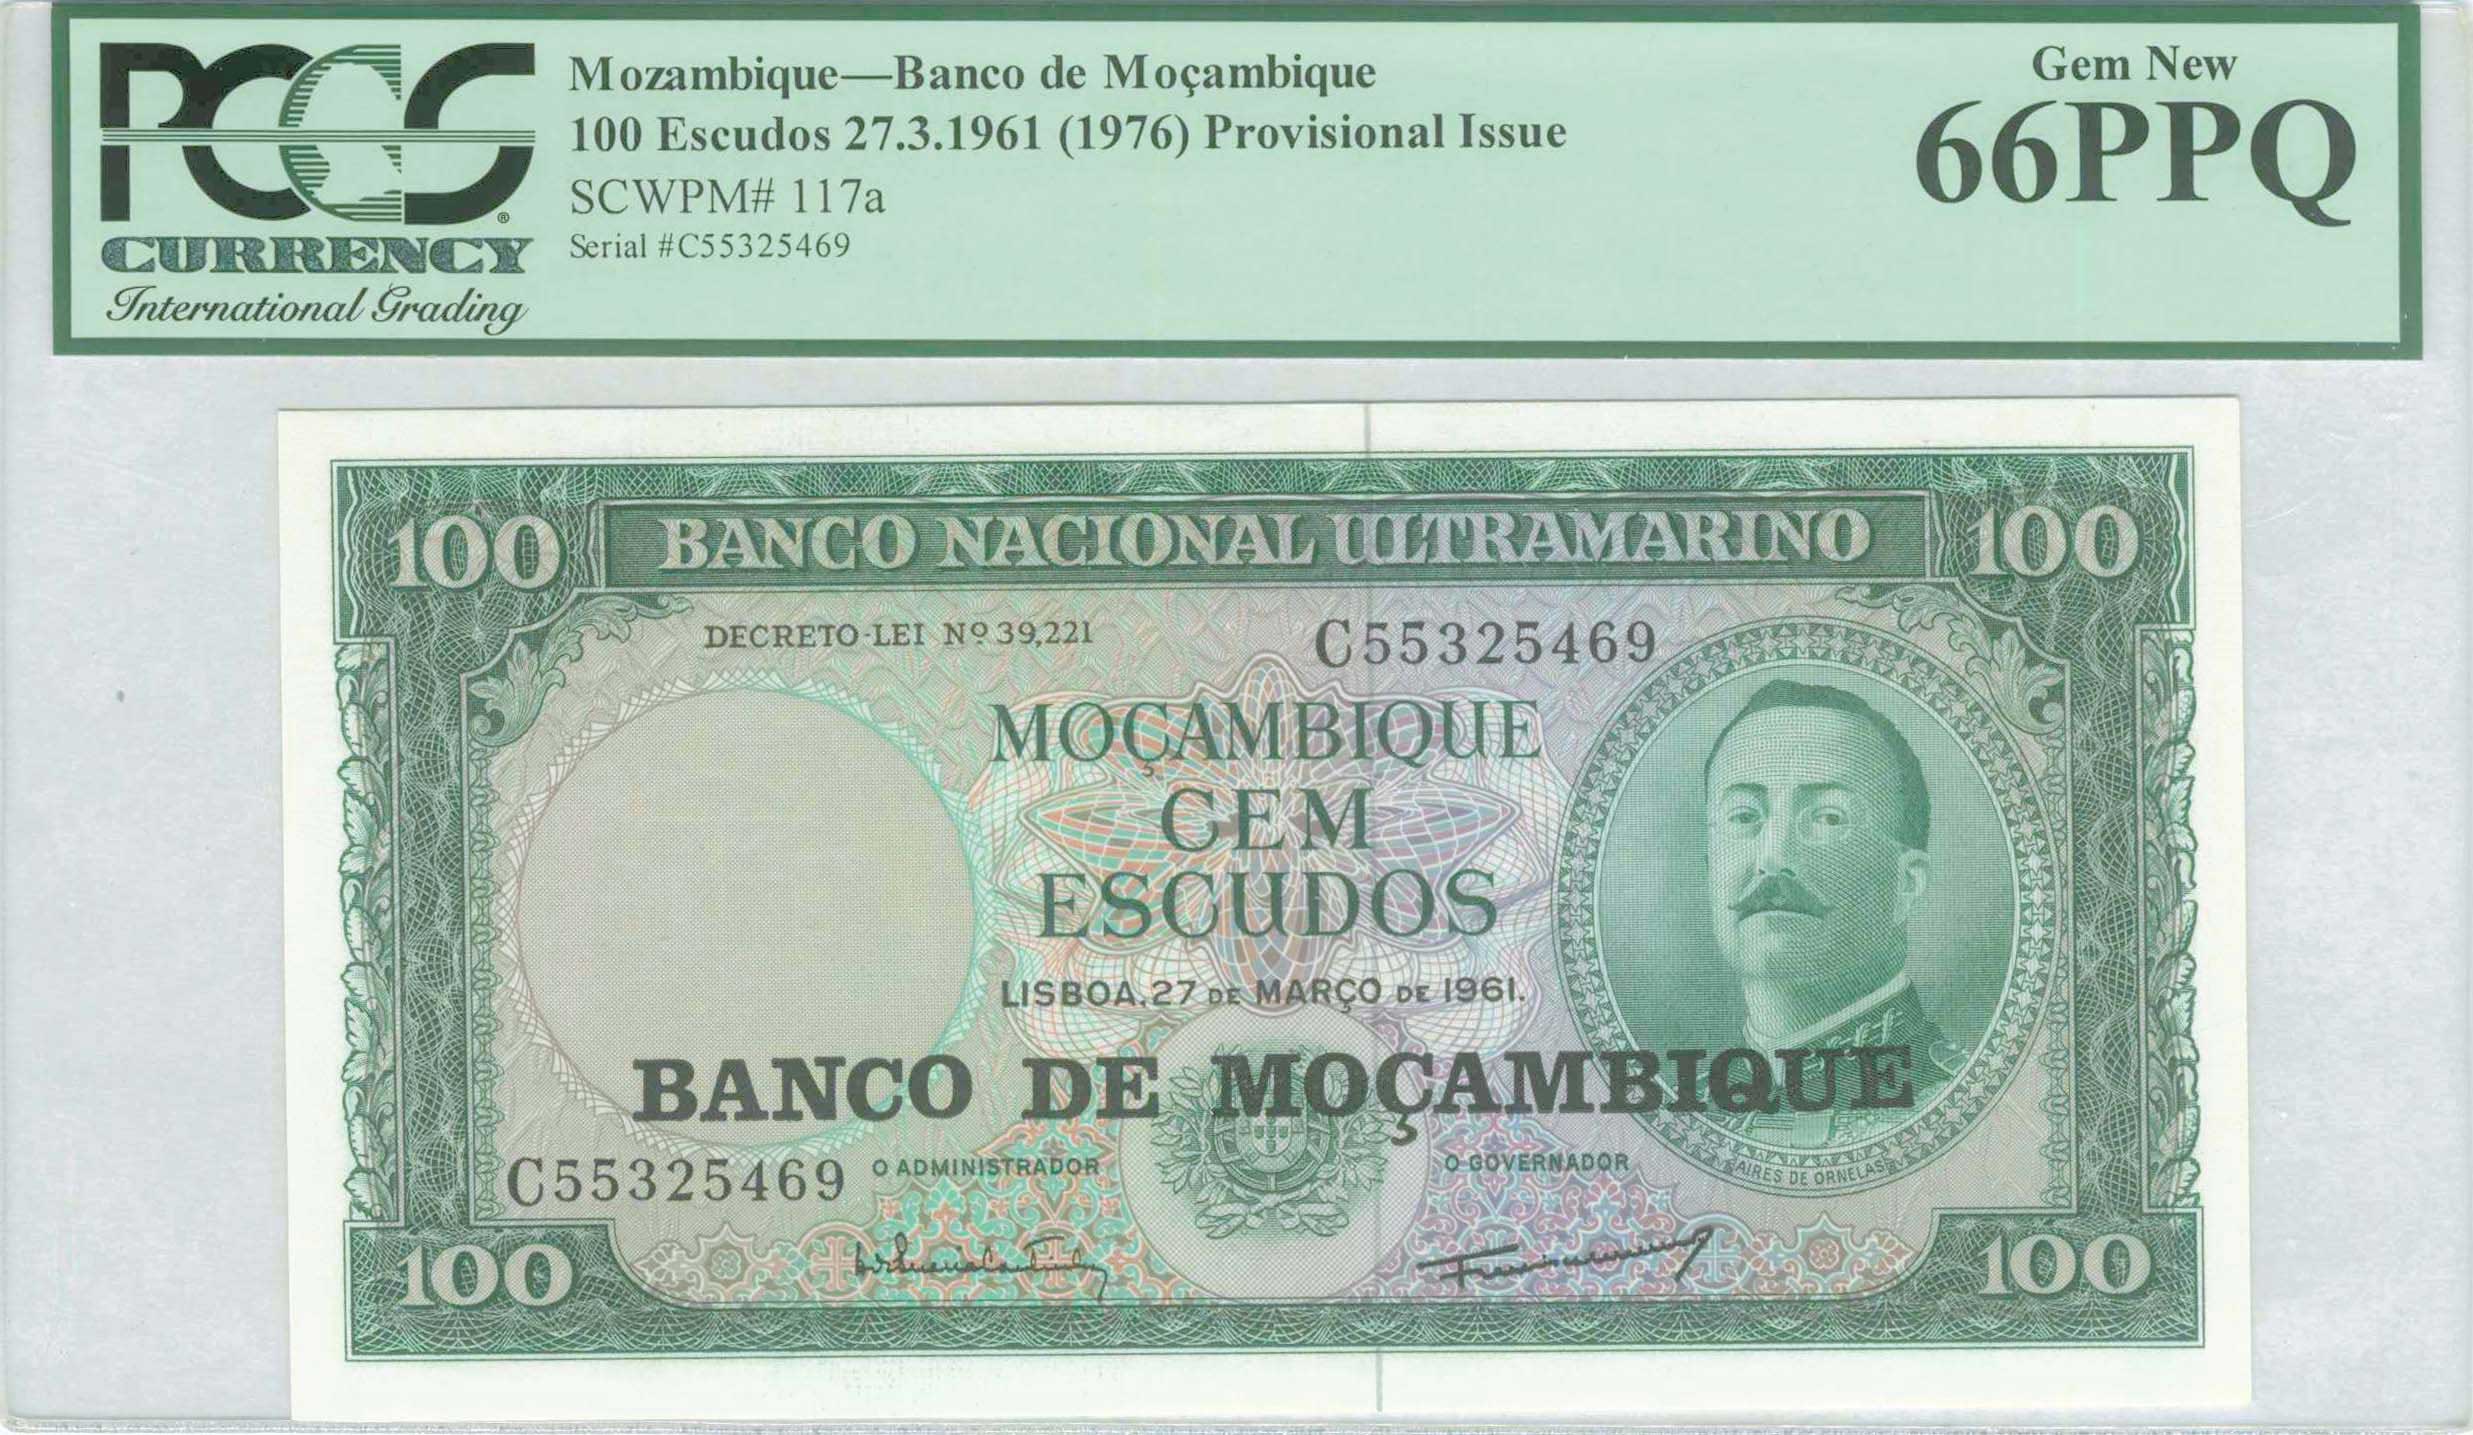 PCGS
CURRENCY
International Grading
Mozambique—Banco de Moçambique
100 Escudos 27.3.1961 (1976) Provisional Issue
SCWPM# 117a
Serial #C55325469
Gem New
66PPQ
100 BANCO NACIONAL ULTRAMARINO 100
DECRETO-LEI Nº 39,221
C55325469
MOÇAMBIQUE
CEM
ESCUDOS
LISBOA, 27 DE MARÇO DE 1961.
BANCO DE MOÇAMBIQUE
C55325469
O ADMINISTRADOR
O GOVERNADOR
AIRES DE ORNELAS
100
100